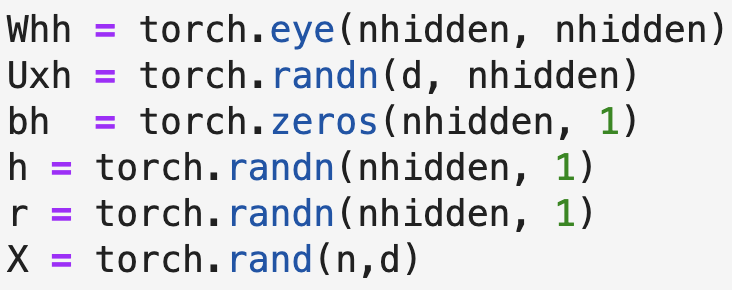 Whh = torch.eye(nhidden, nhidden)
Uxh = torch.randn(d, nhidden)
bh  = torch.zeros(nhidden, 1)
h = torch.randn(nhidden, 1)
r = torch.randn(nhidden, 1)
X = torch.rand(n,d)